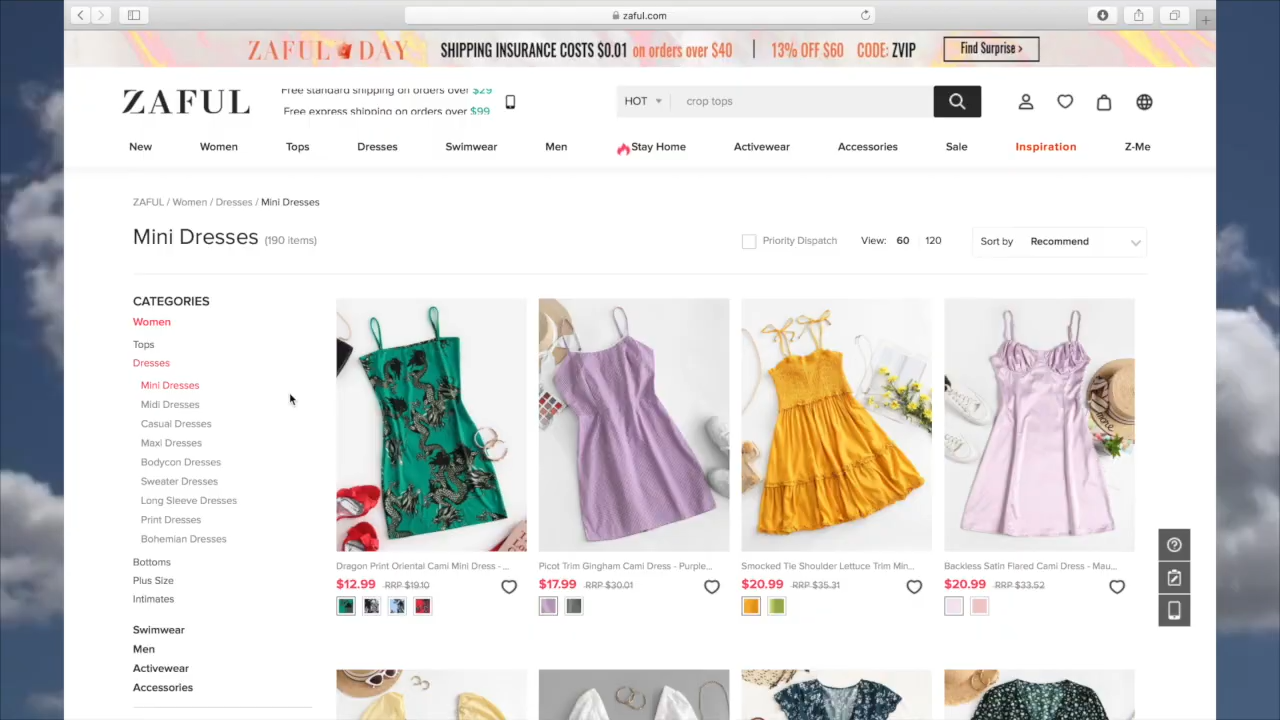 zaful.com
ZAFUL DAY SHIPPING INSURANCE COSTS $0.01 on orders over $40 | 13% OFF $60 CODE: ZVIP Find Surprise >
ZAFUL
Free standard shipping on orders over $29
Free express shipping on orders over $99
HOT crop tops
New Women Tops Dresses Swimwear Men Stay Home Activewear Accessories Sale Inspiration Z-Me
ZAFUL / Women / Dresses / Mini Dresses
Mini Dresses (190 items)
Priority Dispatch View: 60 120 Sort by Recommend
CATEGORIES
Women
Tops
Dresses
Mini Dresses
Midi Dresses
Casual Dresses
Maxi Dresses
Bodycon Dresses
Sweater Dresses
Long Sleeve Dresses
Print Dresses
Bohemian Dresses
Bottoms
Plus Size
Intimates
Swimwear
Men
Activewear
Accessories
Dragon Print Oriental Cami Mini Dress - ...
$12.99 RRP $19.10
Picot Trim Gingham Cami Dress - Purple...
$17.99 RRP $30.01
Smocked Tie Shoulder Lettuce Trim Min...
$20.99 RRP $35.31
Backless Satin Flared Cami Dress - Mau...
$20.99 RRP $33.52